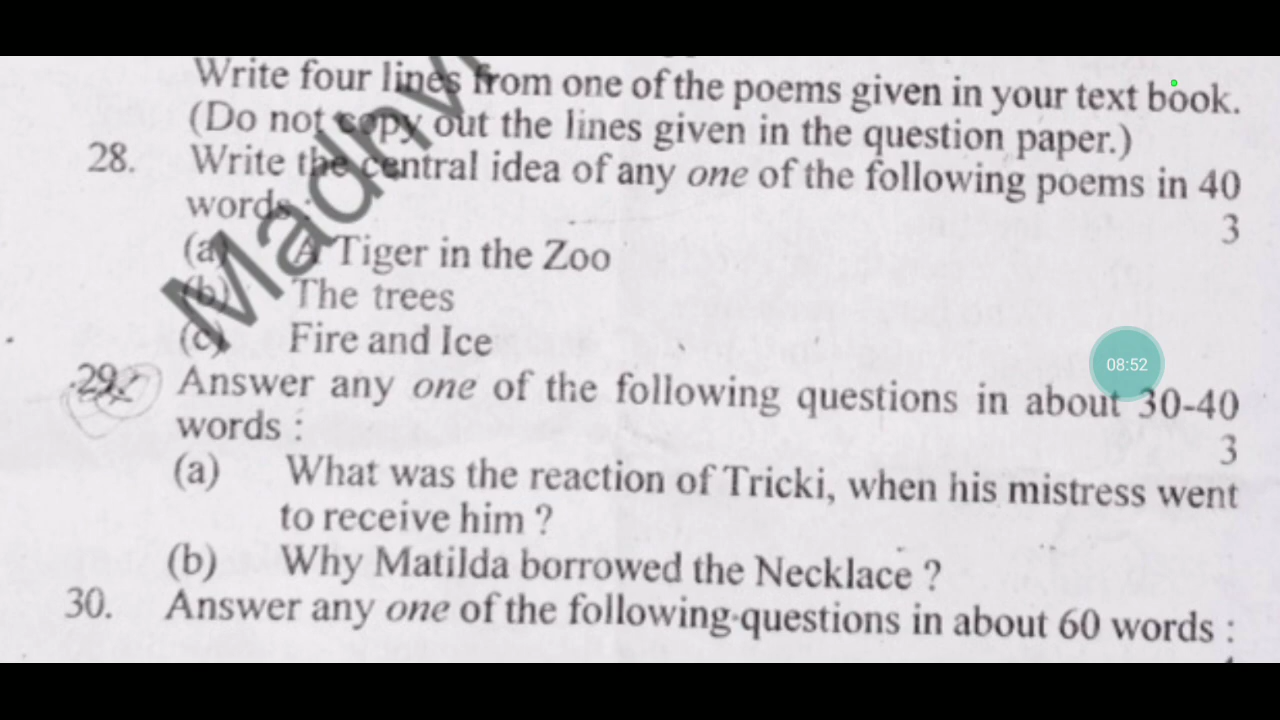 Write four lines from one of the poems given in your text book.
(Do not copy out the lines given in the question paper.)
28. Write the central idea of any one of the following poems in 40
words :
3
(a) A Tiger in the Zoo
(b) The trees
(c) Fire and Ice
29. Answer any one of the following questions in about 30-40
words :
3
(a) What was the reaction of Tricki, when his mistress went
to receive him ?
(b) Why Matilda borrowed the Necklace ?
30. Answer any one of the following questions in about 60 words :
Madhvi
08:52